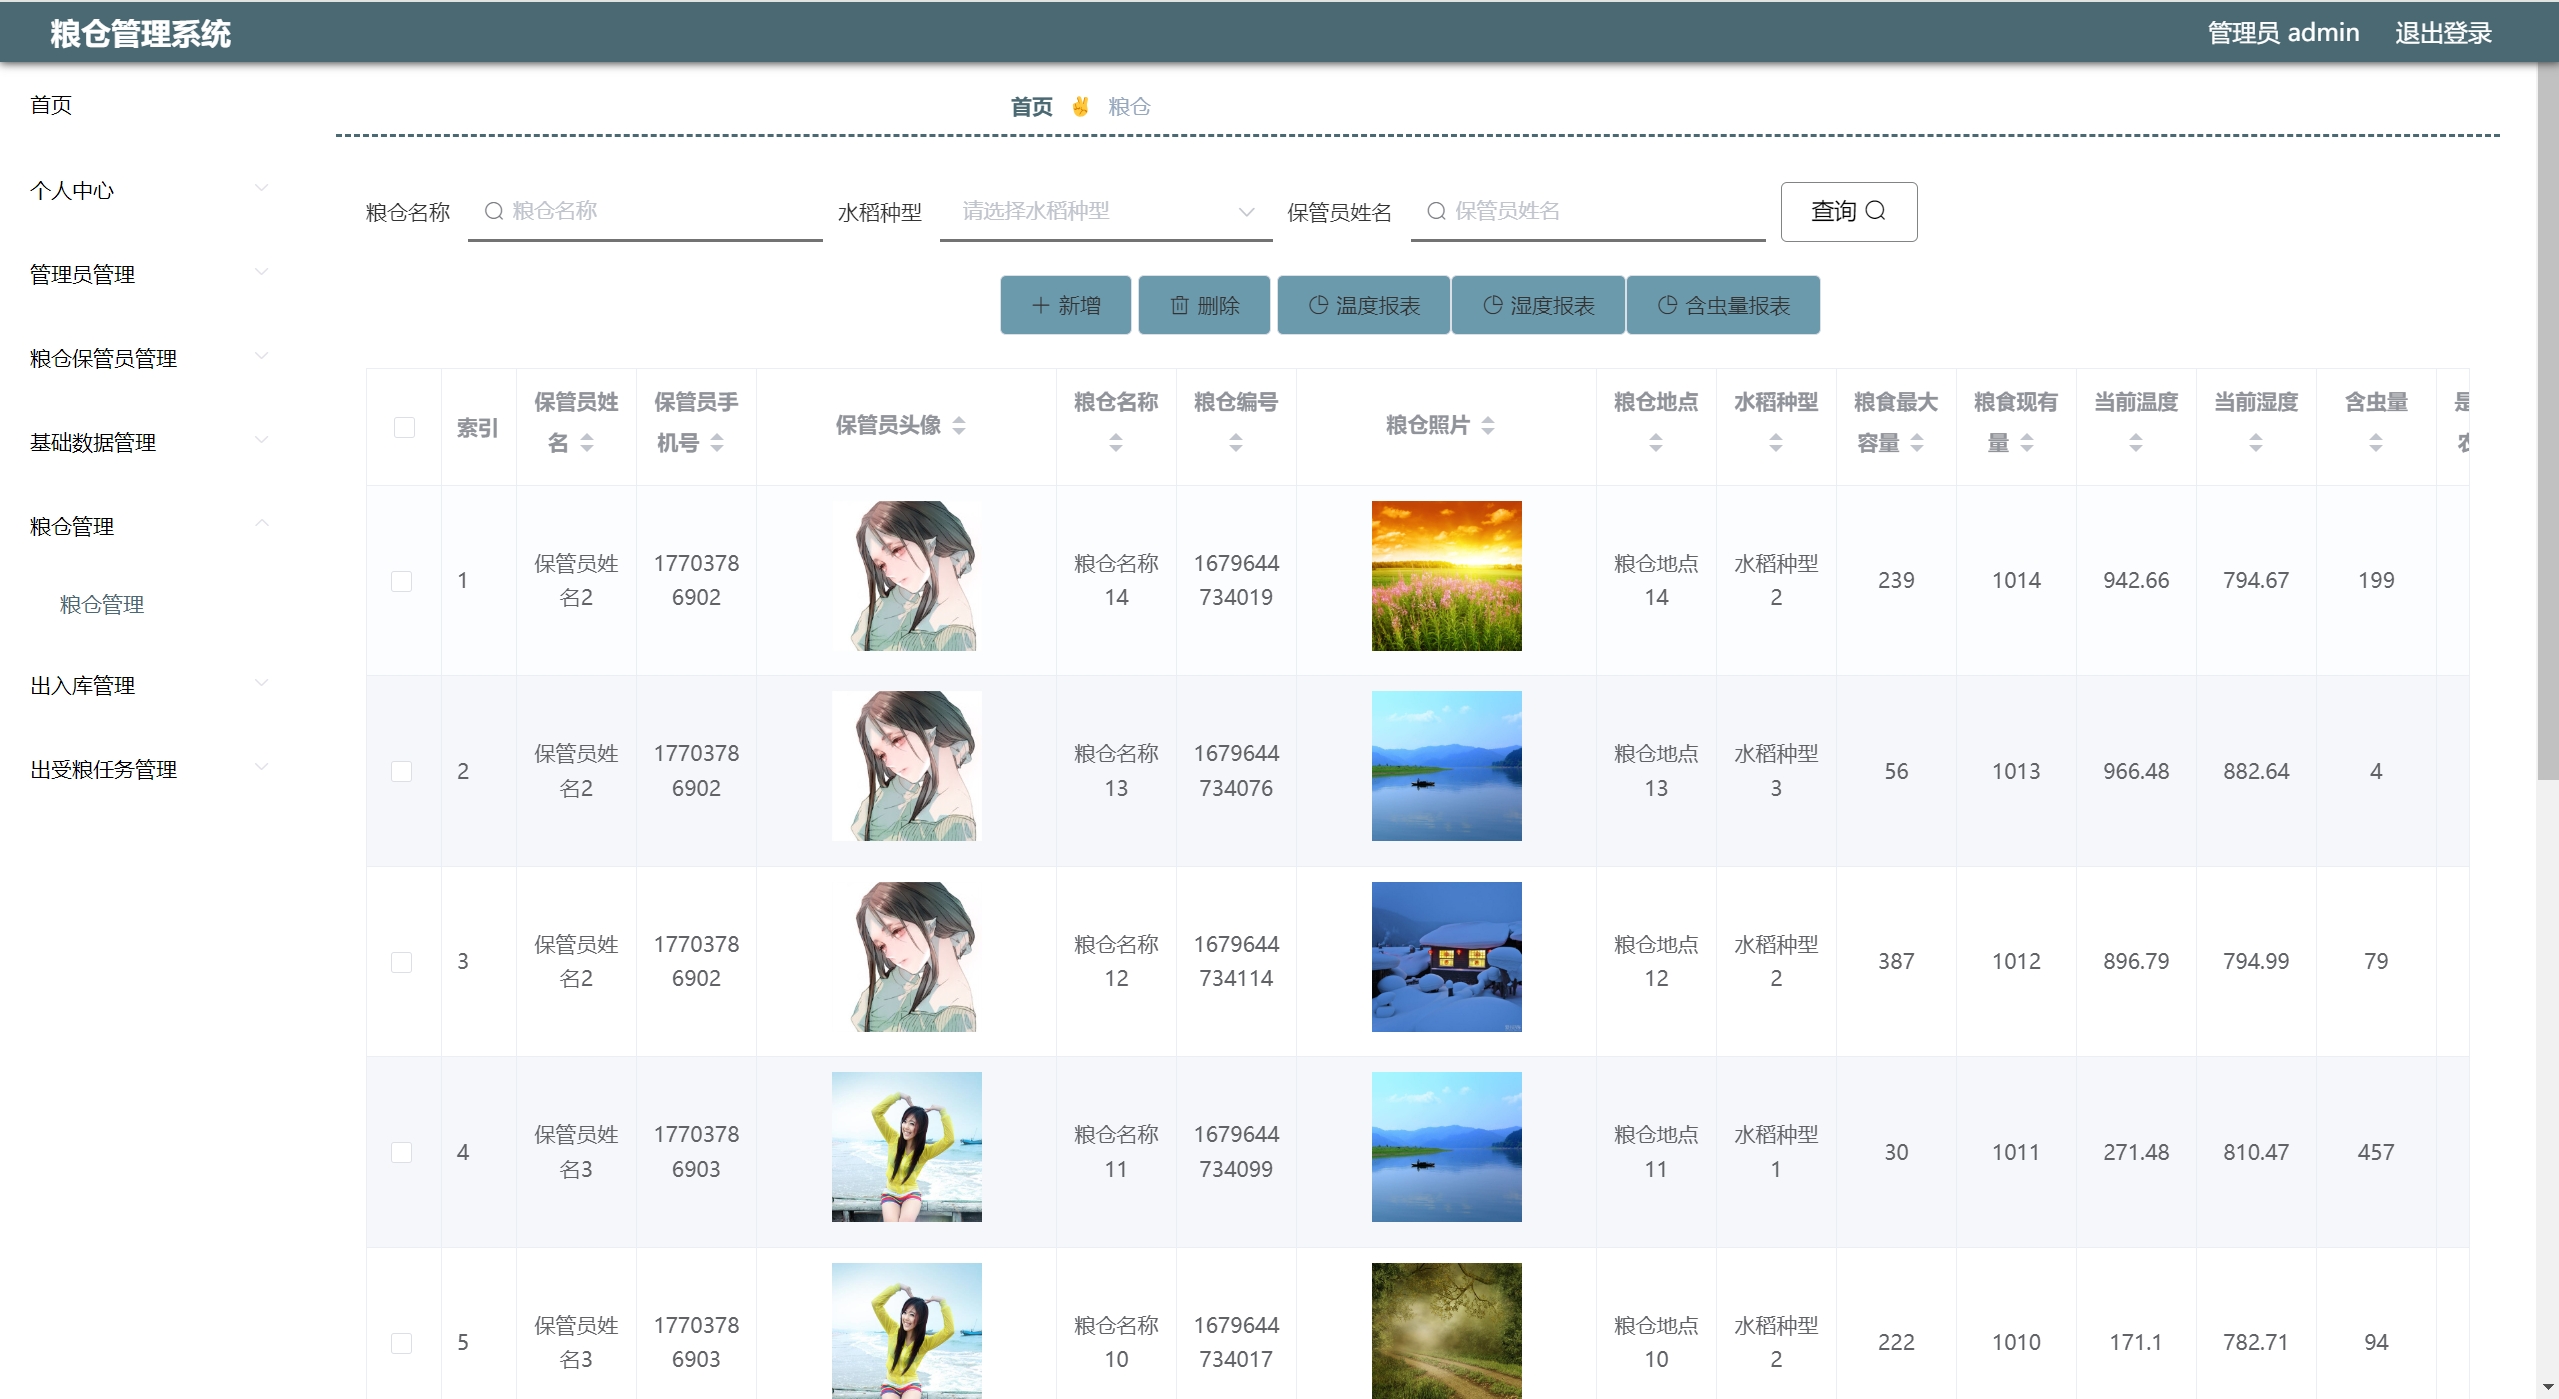 粮仓管理系统
管理员 admin 退出登录
首页
个人中心
管理员管理
粮仓保管员管理
基础数据管理
粮仓管理
粮仓管理
出入库管理
出受粮任务管理
首页 ✌ 粮仓
粮仓名称 粮仓名称 水稻种型 请选择水稻种型 保管员姓名 保管员姓名 查询
新增 删除 温度报表 湿度报表 含虫量报表
索引 保管员姓名 保管员手机号 保管员头像 粮仓名称 粮仓编号 粮仓照片 粮仓地点 水稻种型 粮食最大容量 粮食现有量 当前温度 当前湿度 含虫量 是
1 保管员姓名2 17703786902 粮仓名称14 1679644734019 粮仓地点14 水稻种型2 239 1014 942.66 794.67 199
2 保管员姓名2 17703786902 粮仓名称13 1679644734076 粮仓地点13 水稻种型3 56 1013 966.48 882.64 4
3 保管员姓名2 17703786902 粮仓名称12 1679644734114 粮仓地点12 水稻种型2 387 1012 896.79 794.99 79
4 保管员姓名3 17703786903 粮仓名称11 1679644734099 粮仓地点11 水稻种型1 30 1011 271.48 810.47 457
5 保管员姓名3 17703786903 粮仓名称10 1679644734017 粮仓地点10 水稻种型2 222 1010 171.1 782.71 94